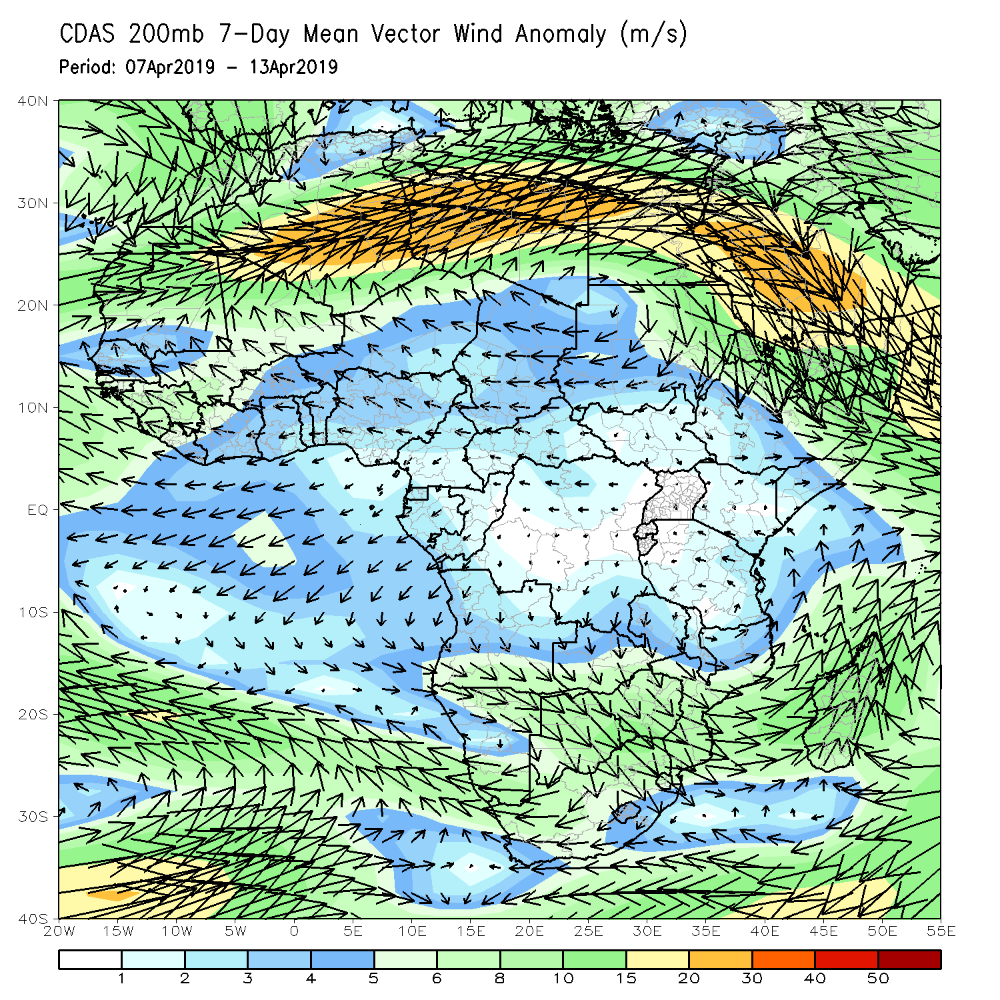 CDAS 200mb 7-Day Mean Vector Wind Anomaly (m/s)
Period: 07Apr2019 - 13Apr2019
40N
30N
20N
10N
EQ
10S
20S
30S
40S
20W 15W 10W 5W 0 5E 10E 15E 20E 25E 30E 35E 40E 45E 50E 55E
1 2 3 4 5 6 8 10 15 20 30 40 50